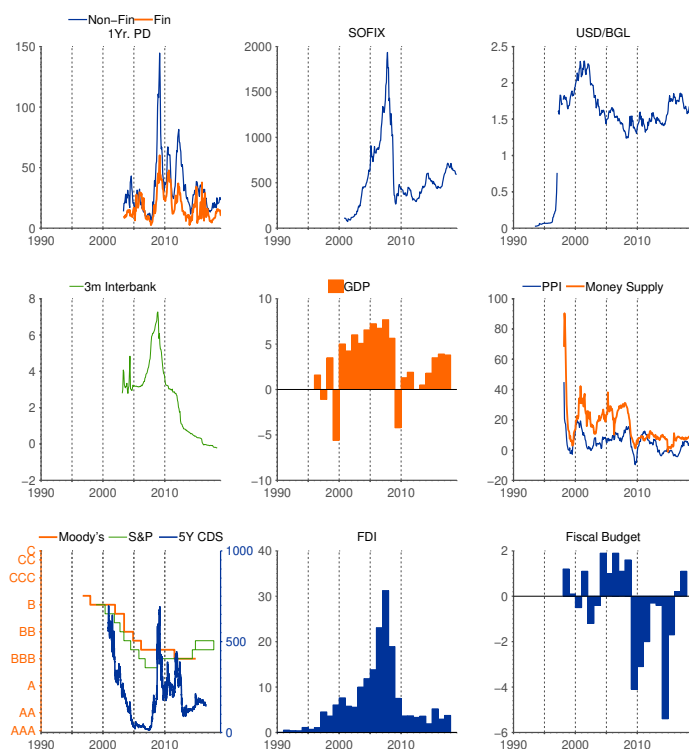 Non−Fin Fin
1Yr. PD
150
100
50
0
1990 2000 2010
SOFIX
2000
1500
1000
500
0
1990 2000 2010
USD/BGL
2.5
2
1.5
1
0.5
0
1990 2000 2010
3m Interbank
8
6
4
2
0
−2
1990 2000 2010
GDP
10
5
0
−5
−10
1990 2000 2010
PPI Money Supply
100
80
60
40
20
0
−20
1990 2000 2010
Moody's S&P 5Y CDS
C
CC
CCC
B
BB
BBB
A
AA
AAA
1000
500
0
1990 2000 2010
FDI
40
30
20
10
0
1990 2000 2010
Fiscal Budget
2
0
−2
−4
−6
1990 2000 2010